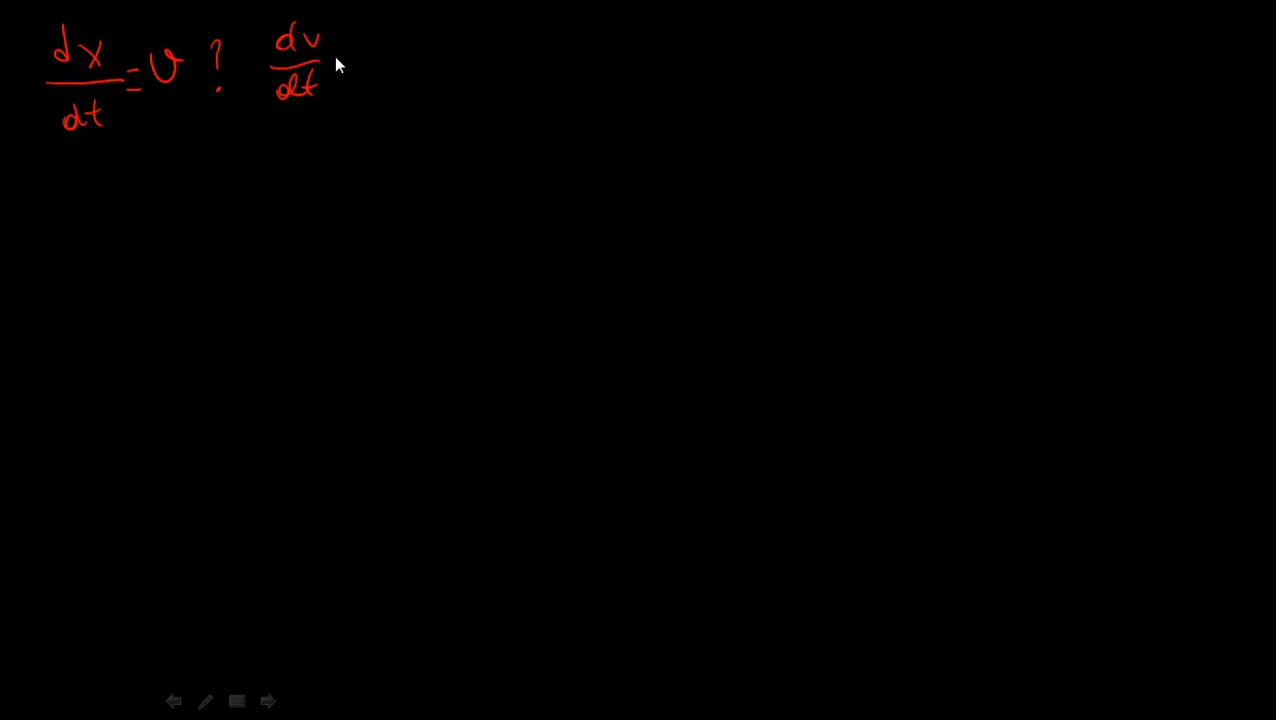 dx/dt = v ? dv/dt